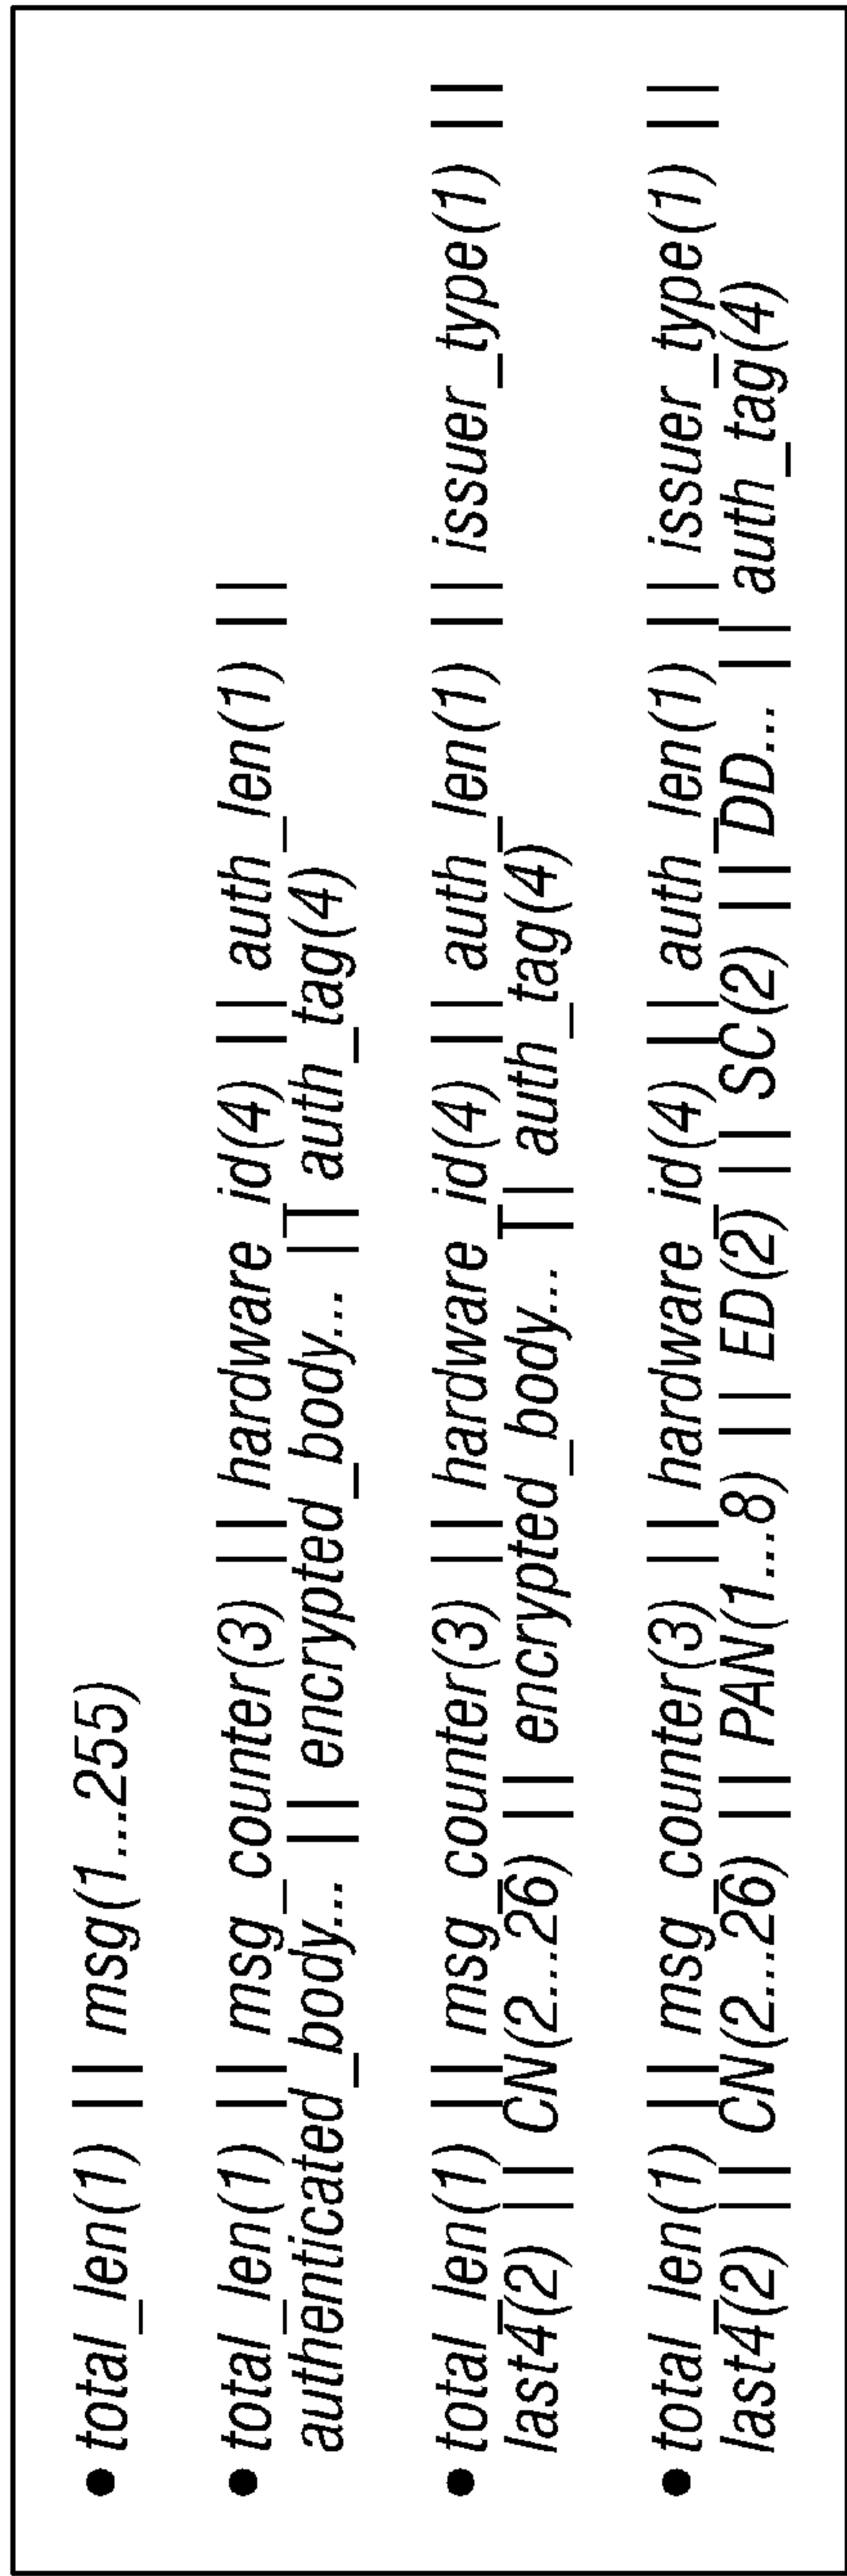 • total_len(1) || msg(1...255)
• total_len(1) || msg_counter(3) || hardware_id(4) || auth_len(1) ||
authenticated_body... || encrypted_body... || auth_tag(4)
• total_len(1) || msg_counter(3) || hardware_id(4) || auth_len(1) || issuer_type(1) ||
last4(2) || CN(2...26) || encrypted_body... || auth_tag(4)
• total_len(1) || msg_counter(3) || hardware_id(4) || auth_len(1) || issuer_type(1) ||
last4(2) || CN(2...26) || PAN(1...8) || ED(2) || SC(2) || DD... || auth_tag(4)